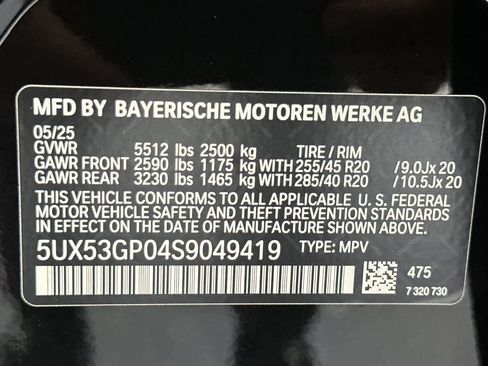 MFD BY BAYERISCHE MOTOREN WERKE AG
05/25
GVWR 5512 lbs 2500 kg TIRE / RIM
GAWR FRONT 2590 lbs 1175 kg WITH 255/45 R20 /9.0Jx 20
GAWR REAR 3230 lbs 1465 kg WITH 285/40 R20 /10.5Jx 20
THIS VEHICLE CONFORMS TO ALL APPLICABLE U. S. FEDERAL
MOTOR VEHICLE SAFETY AND THEFT PREVENTION STANDARDS
IN EFFECT ON THE DATE OF MANUFACTURE SHOWN ABOVE.
5UX53GP04S9049419 TYPE: MPV
475
7 320 730